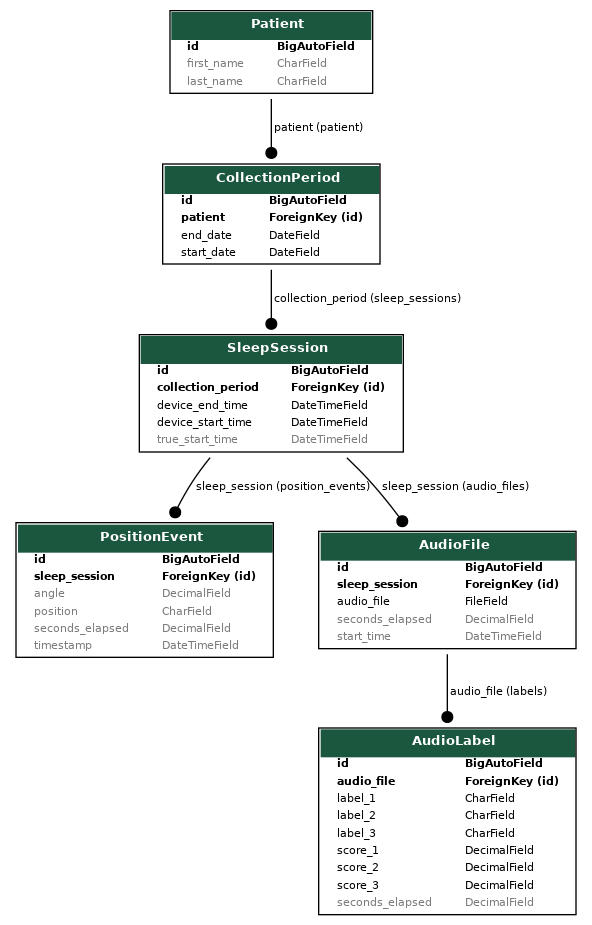 Patient
id BigAutoField
first_name CharField
last_name CharField
patient (patient)
CollectionPeriod
id BigAutoField
patient ForeignKey (id)
end_date DateField
start_date DateField
collection_period (sleep_sessions)
SleepSession
id BigAutoField
collection_period ForeignKey (id)
device_end_time DateTimeField
device_start_time DateTimeField
true_start_time DateTimeField
sleep_session (position_events)
sleep_session (audio_files)
PositionEvent
id BigAutoField
sleep_session ForeignKey (id)
angle DecimalField
position CharField
seconds_elapsed DecimalField
timestamp DateTimeField
AudioFile
id BigAutoField
sleep_session ForeignKey (id)
audio_file FileField
seconds_elapsed DecimalField
start_time DateTimeField
audio_file (labels)
AudioLabel
id BigAutoField
audio_file ForeignKey (id)
label_1 CharField
label_2 CharField
label_3 CharField
score_1 DecimalField
score_2 DecimalField
score_3 DecimalField
seconds_elapsed DecimalField